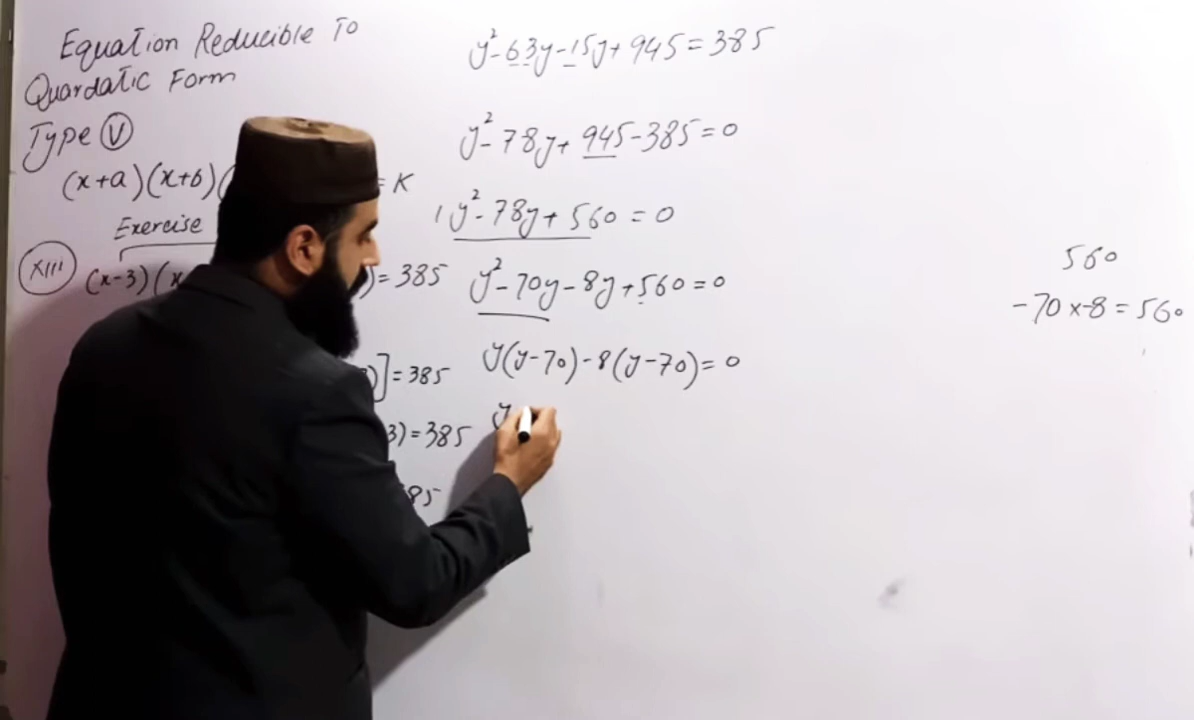 Equation Reducible To
Quardatic Form
Type V
(x+a)(x+b)( = K
Exercise
XIII (x-3)(x )=385
)]=385
3)=385
85
y²-63y-15y+945=385
y²-78y+945-385=0
1y²-78y+560=0
y²-70y-8y+560=0
y(y-70)-8(y-70)=0
y
560
-70×-8=560